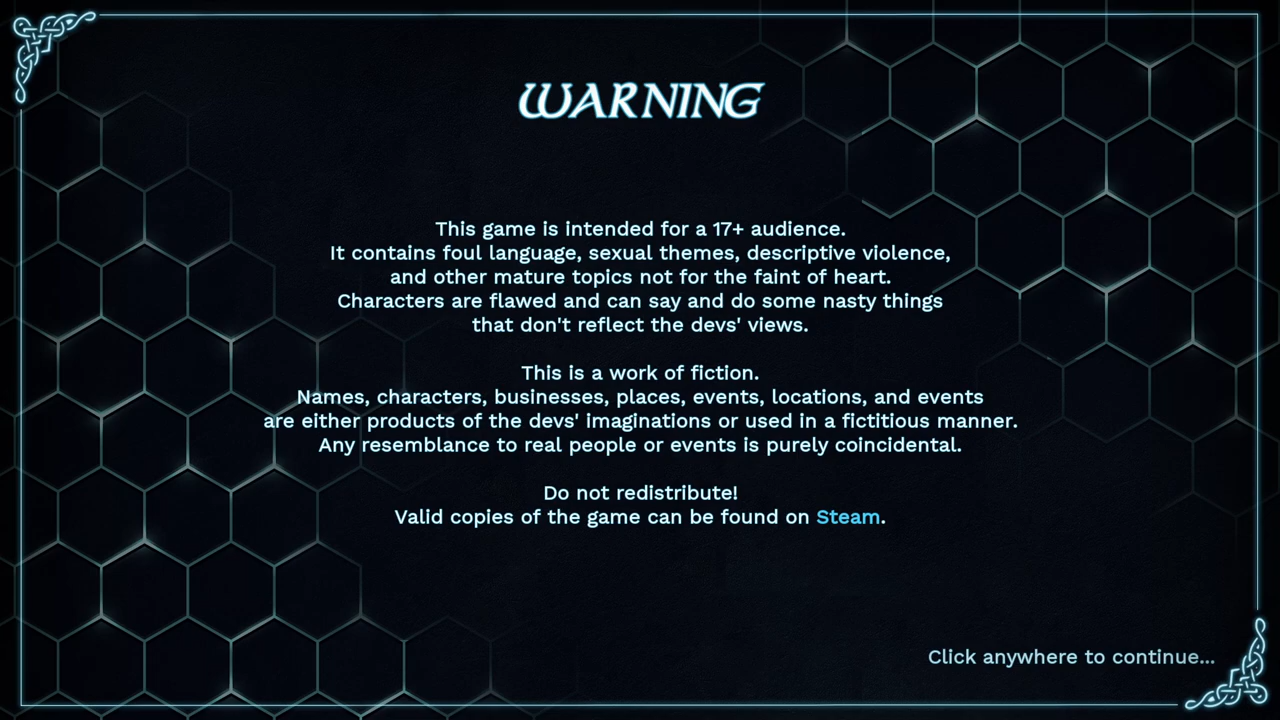 WARNING
This game is intended for a 17+ audience.
It contains foul language, sexual themes, descriptive violence,
and other mature topics not for the faint of heart.
Characters are flawed and can say and do some nasty things
that don't reflect the devs' views.
This is a work of fiction.
Names, characters, businesses, places, events, locations, and events
are either products of the devs' imaginations or used in a fictitious manner.
Any resemblance to real people or events is purely coincidental.
Do not redistribute!
Valid copies of the game can be found on Steam.
Click anywhere to continue...